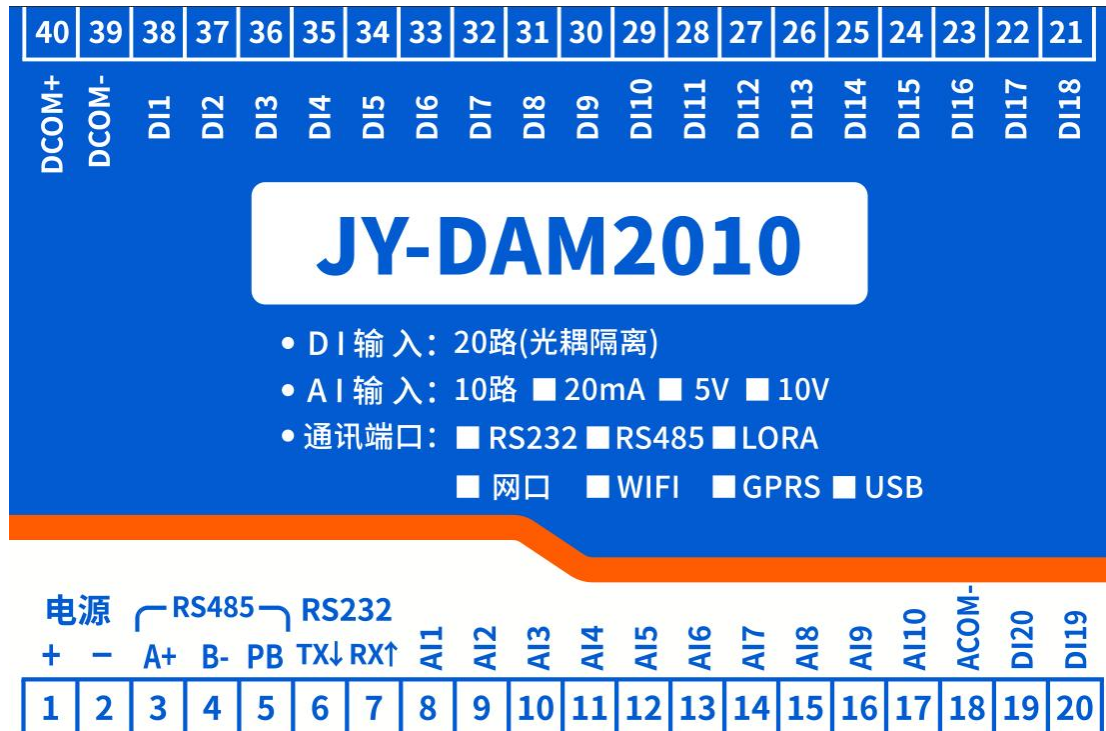 40 39 38 37 36 35 34 33 32 31 30 29 28 27 26 25 24 23 22 21
DCOM+ DCOM- DI1 DI2 DI3 DI4 DI5 DI6 DI7 DI8 DI9 DI10 DI11 DI12 DI13 DI14 DI15 DI16 DI17 DI18
JY-DAM2010
• DI输入：20路(光耦隔离)
• AI输入：10路 ■ 20mA ■ 5V ■ 10V
• 通讯端口：■ RS232 ■ RS485 ■ LORA
■ 网口 ■ WIFI ■ GPRS ■ USB
电源 RS485 RS232
+ − A+ B- PB TX↓ RX↑ AI1 AI2 AI3 AI4 AI5 AI6 AI7 AI8 AI9 AI10 ACOM- DI20 DI19
1 2 3 4 5 6 7 8 9 10 11 12 13 14 15 16 17 18 19 20